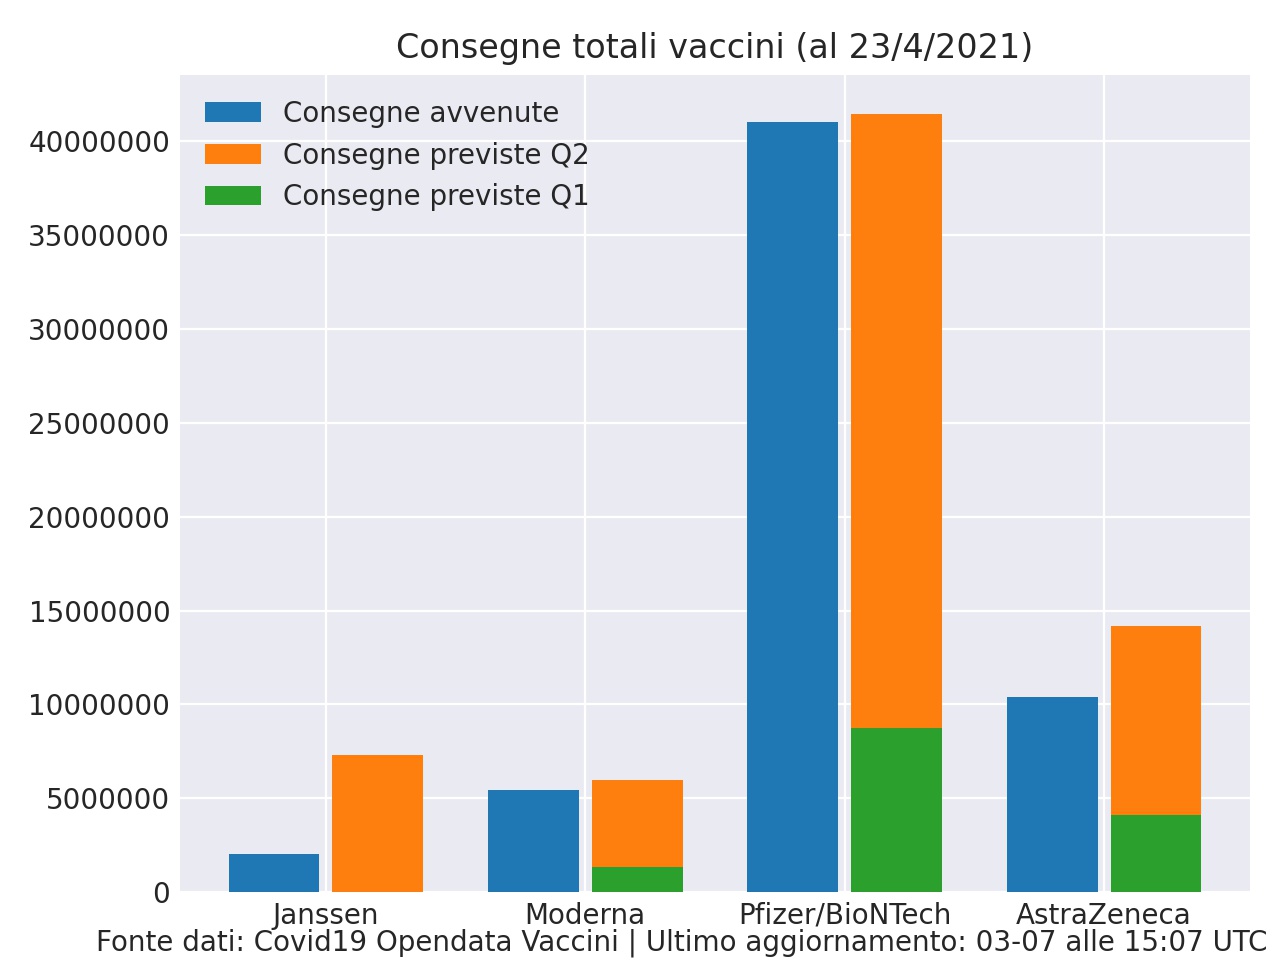 Consegne totali vaccini (al 23/4/2021)
Consegne avvenute
Consegne previste Q2
Consegne previste Q1
40000000
35000000
30000000
25000000
20000000
15000000
10000000
5000000
0
Janssen Moderna Pfizer/BioNTech AstraZeneca
Fonte dati: Covid19 Opendata Vaccini | Ultimo aggiornamento: 03-07 alle 15:07 UTC